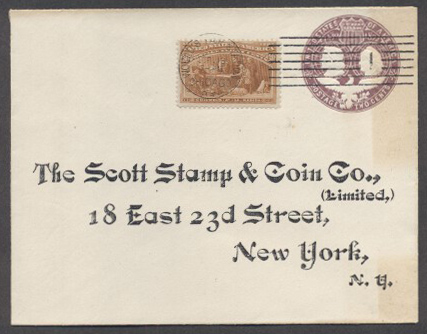 The Scott Stamp & Coin Co.,
(Limited,)
18 East 23d Street,
New York,
N. Y.